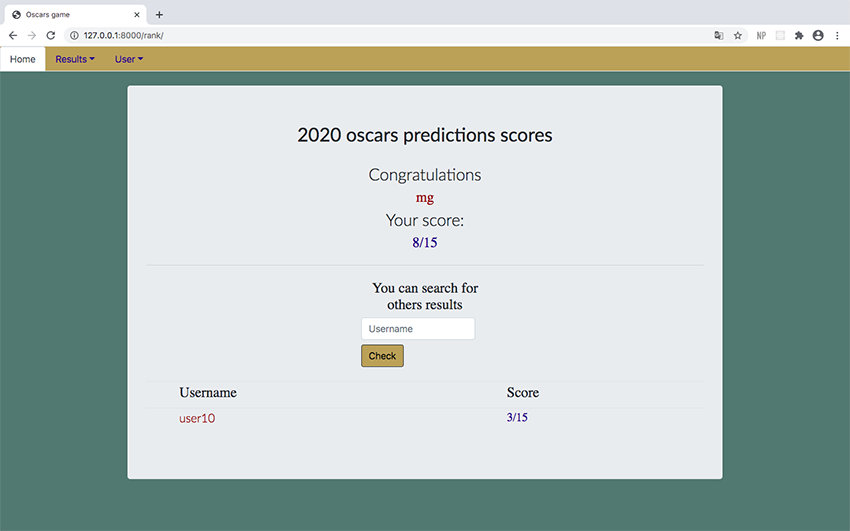 Oscars game
127.0.0.1:8000/rank/
NP
Home Results User
2020 oscars predictions scores
Congratulations
mg
Your score:
8/15
You can search for
others results
Username
Check
Username Score
user10 3/15